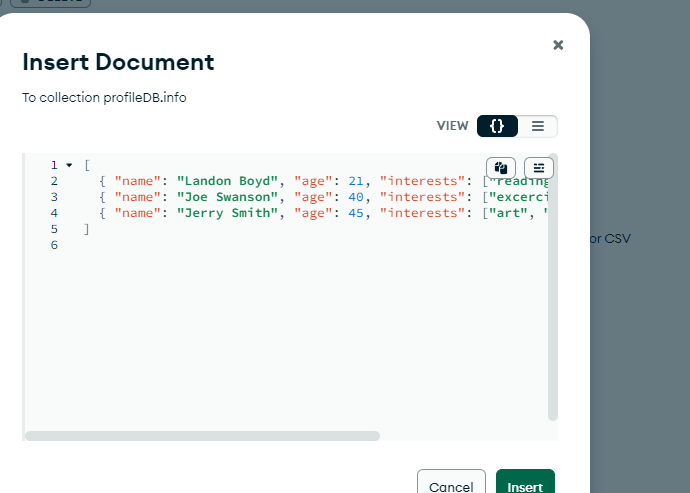 Insert Document
To collection profileDB.info
VIEW {}
1 [
2 { "name": "Landon Boyd", "age": 21, "interests": ["reading
3 { "name": "Joe Swanson", "age": 40, "interests": ["excerci
4 { "name": "Jerry Smith", "age": 45, "interests": ["art", "
5 ]
6
or CSV
Cancel Insert